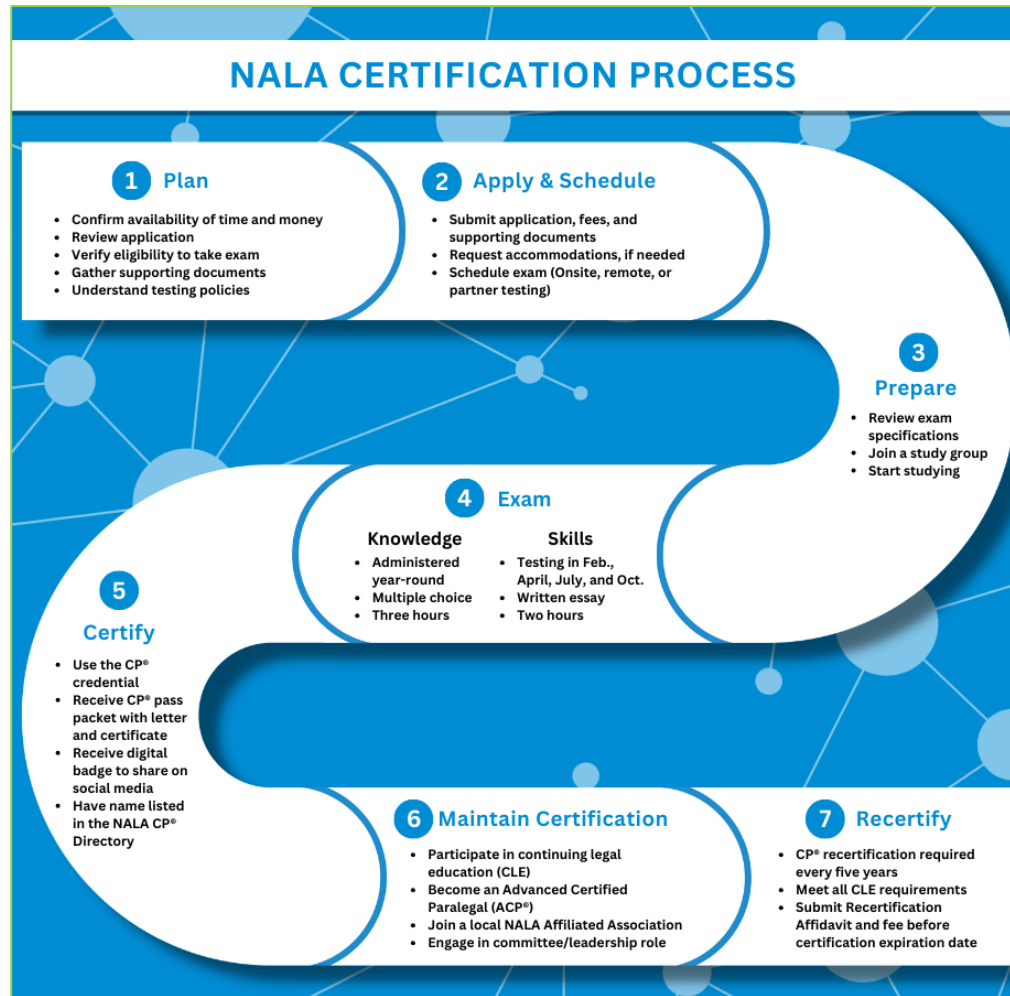 NALA CERTIFICATION PROCESS
1 Plan
• Confirm availability of time and money
• Review application
• Verify eligibility to take exam
• Gather supporting documents
• Understand testing policies
2 Apply & Schedule
• Submit application, fees, and
supporting documents
• Request accommodations, if needed
• Schedule exam (Onsite, remote, or
partner testing)
3
Prepare
• Review exam
specifications
• Join a study group
• Start studying
4 Exam
Knowledge
• Administered
year-round
• Multiple choice
• Three hours
Skills
• Testing in Feb.,
April, July, and Oct.
• Written essay
• Two hours
5
Certify
• Use the CP®
credential
• Receive CP® pass
packet with letter
and certificate
• Receive digital
badge to share on
social media
• Have name listed
in the NALA CP®
Directory
6 Maintain Certification
• Participate in continuing legal
education (CLE)
• Become an Advanced Certified
Paralegal (ACP®)
• Join a local NALA Affiliated Association
• Engage in committee/leadership role
7 Recertify
• CP® recertification required
every five years
• Meet all CLE requirements
• Submit Recertification
Affidavit and fee before
certification expiration date